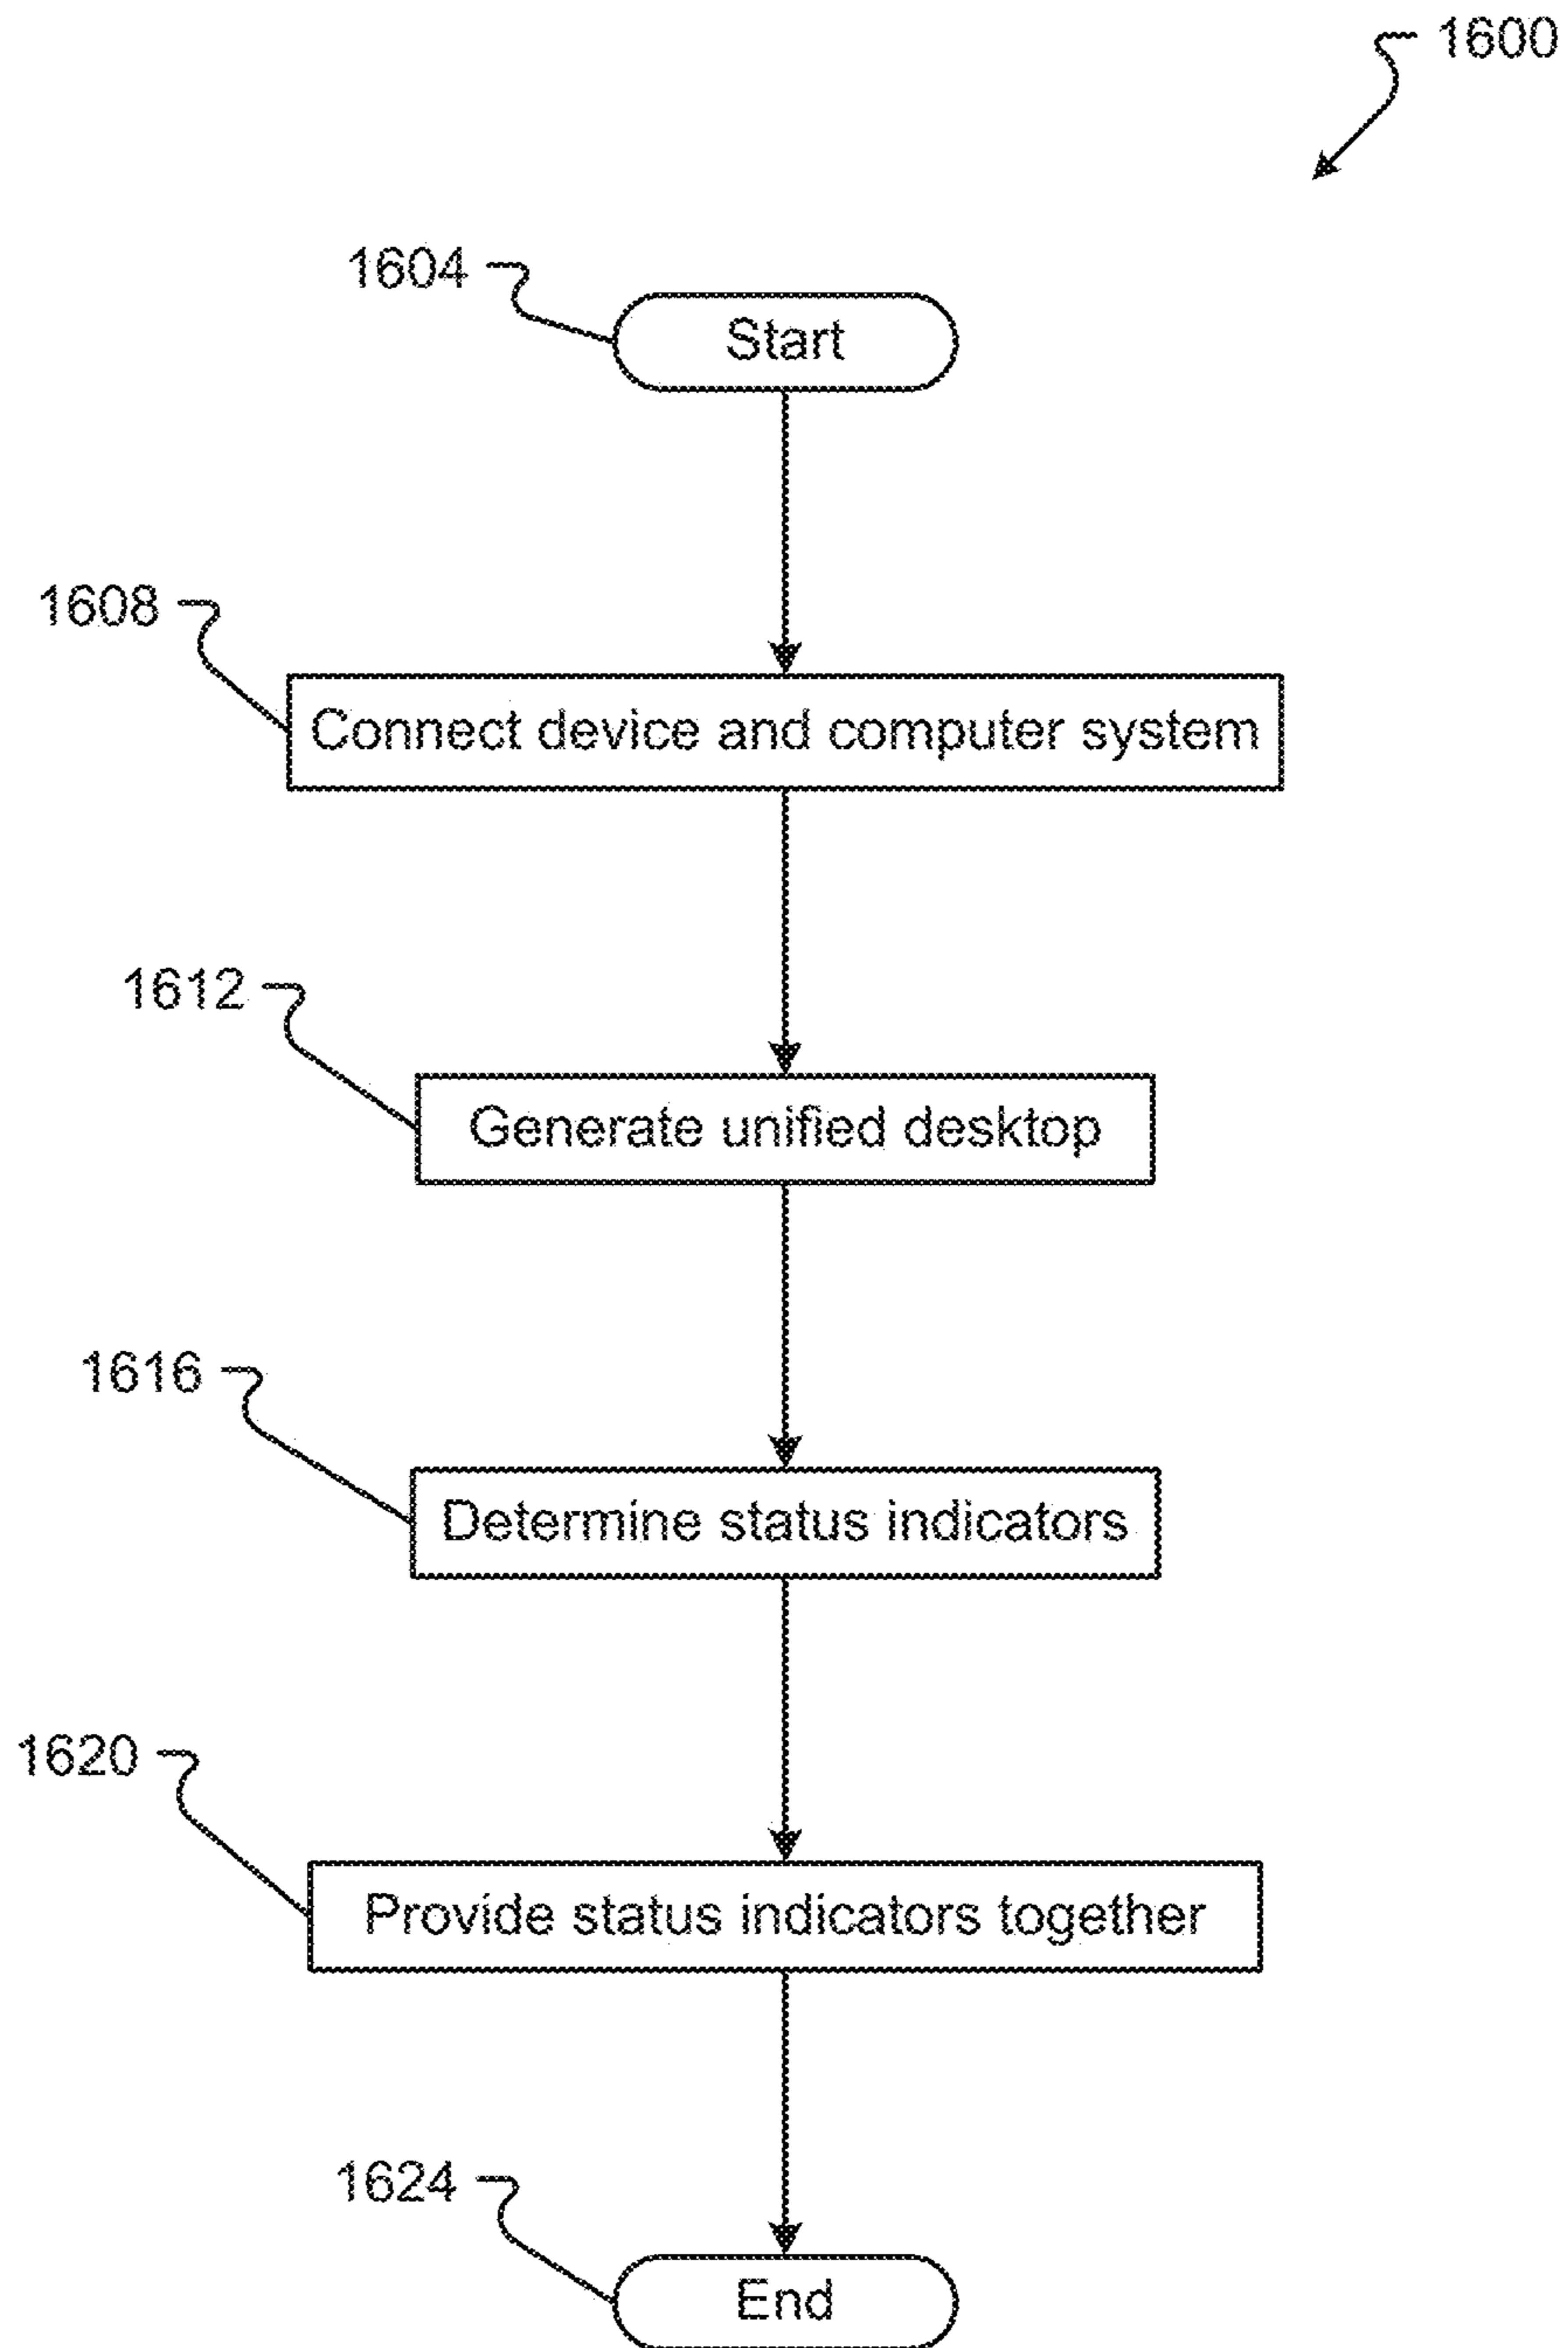 1600
1604
Start
1608
Connect device and computer system
1612
Generate unified desktop
1616
Determine status indicators
1620
Provide status indicators together
1624
End